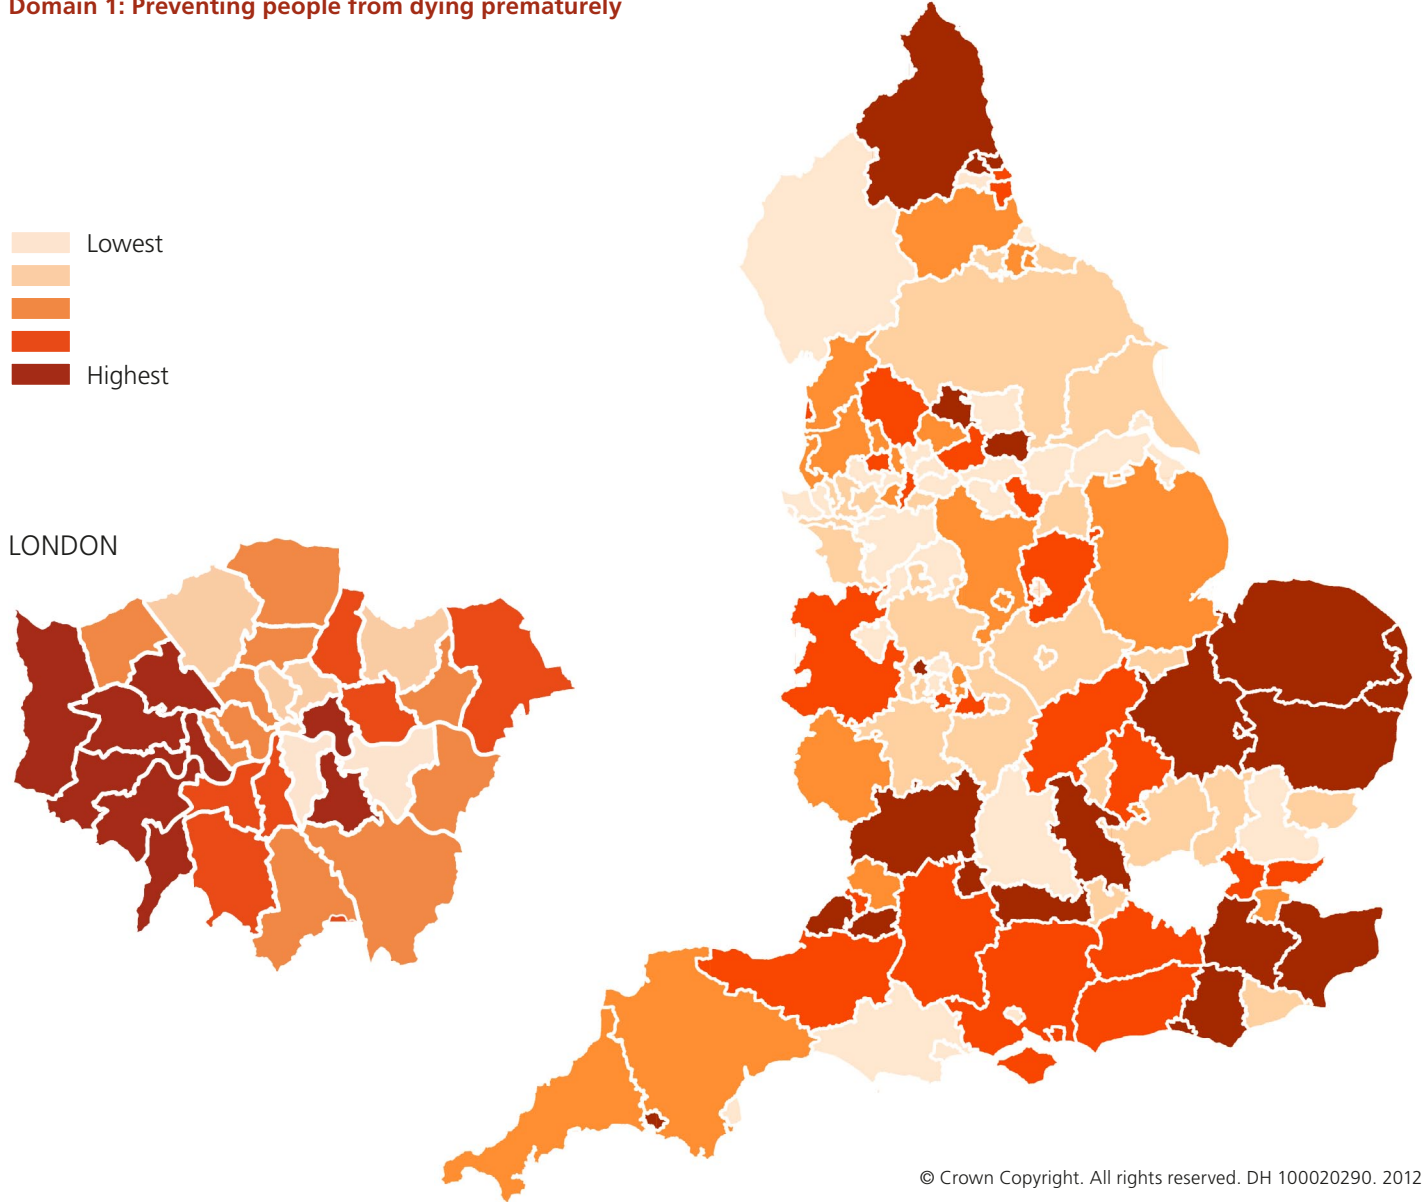 Domain 1: Preventing people from dying prematurely
Lowest
Highest
LONDON
© Crown Copyright. All rights reserved. DH 100020290. 2012